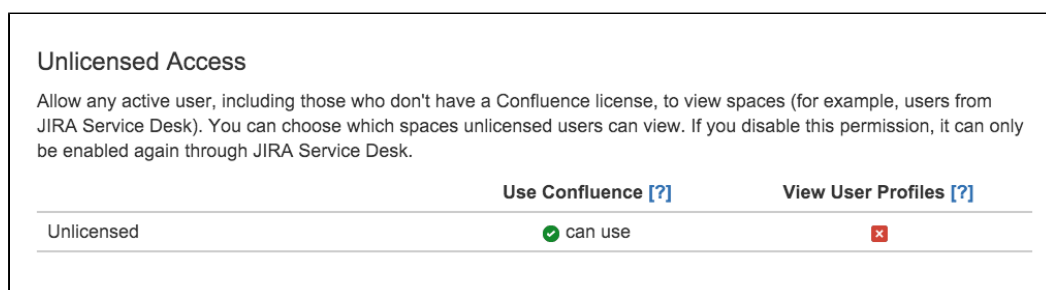 Unlicensed Access
Allow any active user, including those who don't have a Confluence license, to view spaces (for example, users from
JIRA Service Desk). You can choose which spaces unlicensed users can view. If you disable this permission, it can only
be enabled again through JIRA Service Desk.
Use Confluence [?] View User Profiles [?]
Unlicensed can use